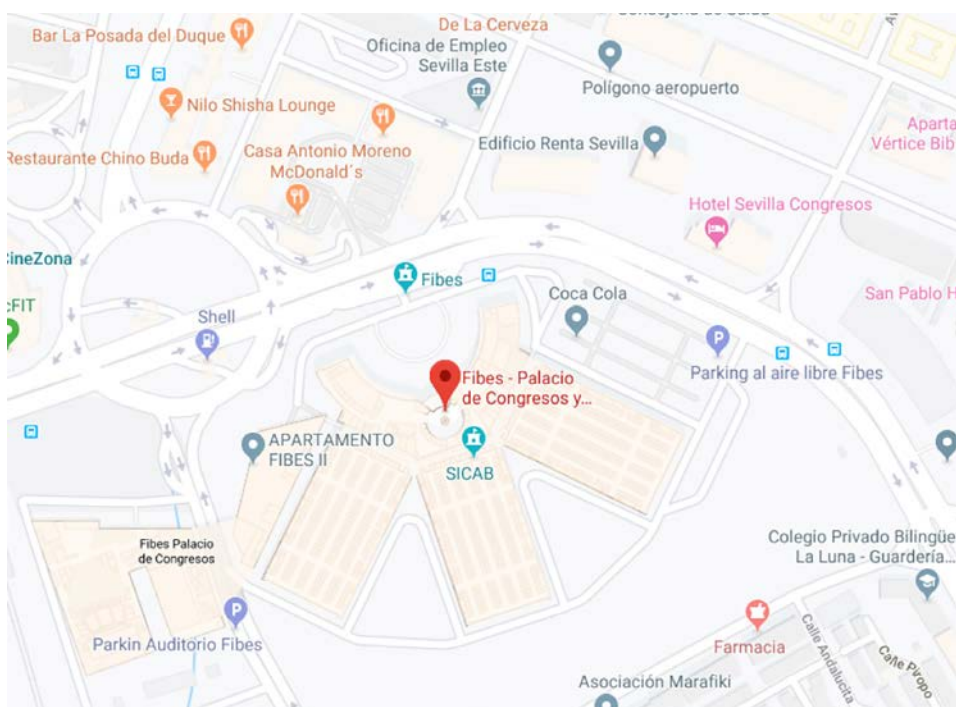 Bar La Posada del Duque
De La Cerveza
Oficina de Empleo
Sevilla Este
Polígono aeropuerto
Nilo Shisha Lounge
Restaurante Chino Buda
Casa Antonio Moreno
McDonald´s
Edificio Renta Sevilla
Aparta
Vértice Bib
Hotel Sevilla Congresos
ineZona
Fibes
Coca Cola
San Pablo H
cFIT
Shell
P
Parking al aire libre Fibes
Fibes - Palacio
de Congresos y...
APARTAMENTO
FIBES II
SICAB
Fibes Palacio
de Congresos
Colegio Privado Bilingüe
La Luna - Guardería...
P
Parkin Auditorio Fibes
Farmacia
Calle Andalucita
Calle Piropo
Asociación Marafiki